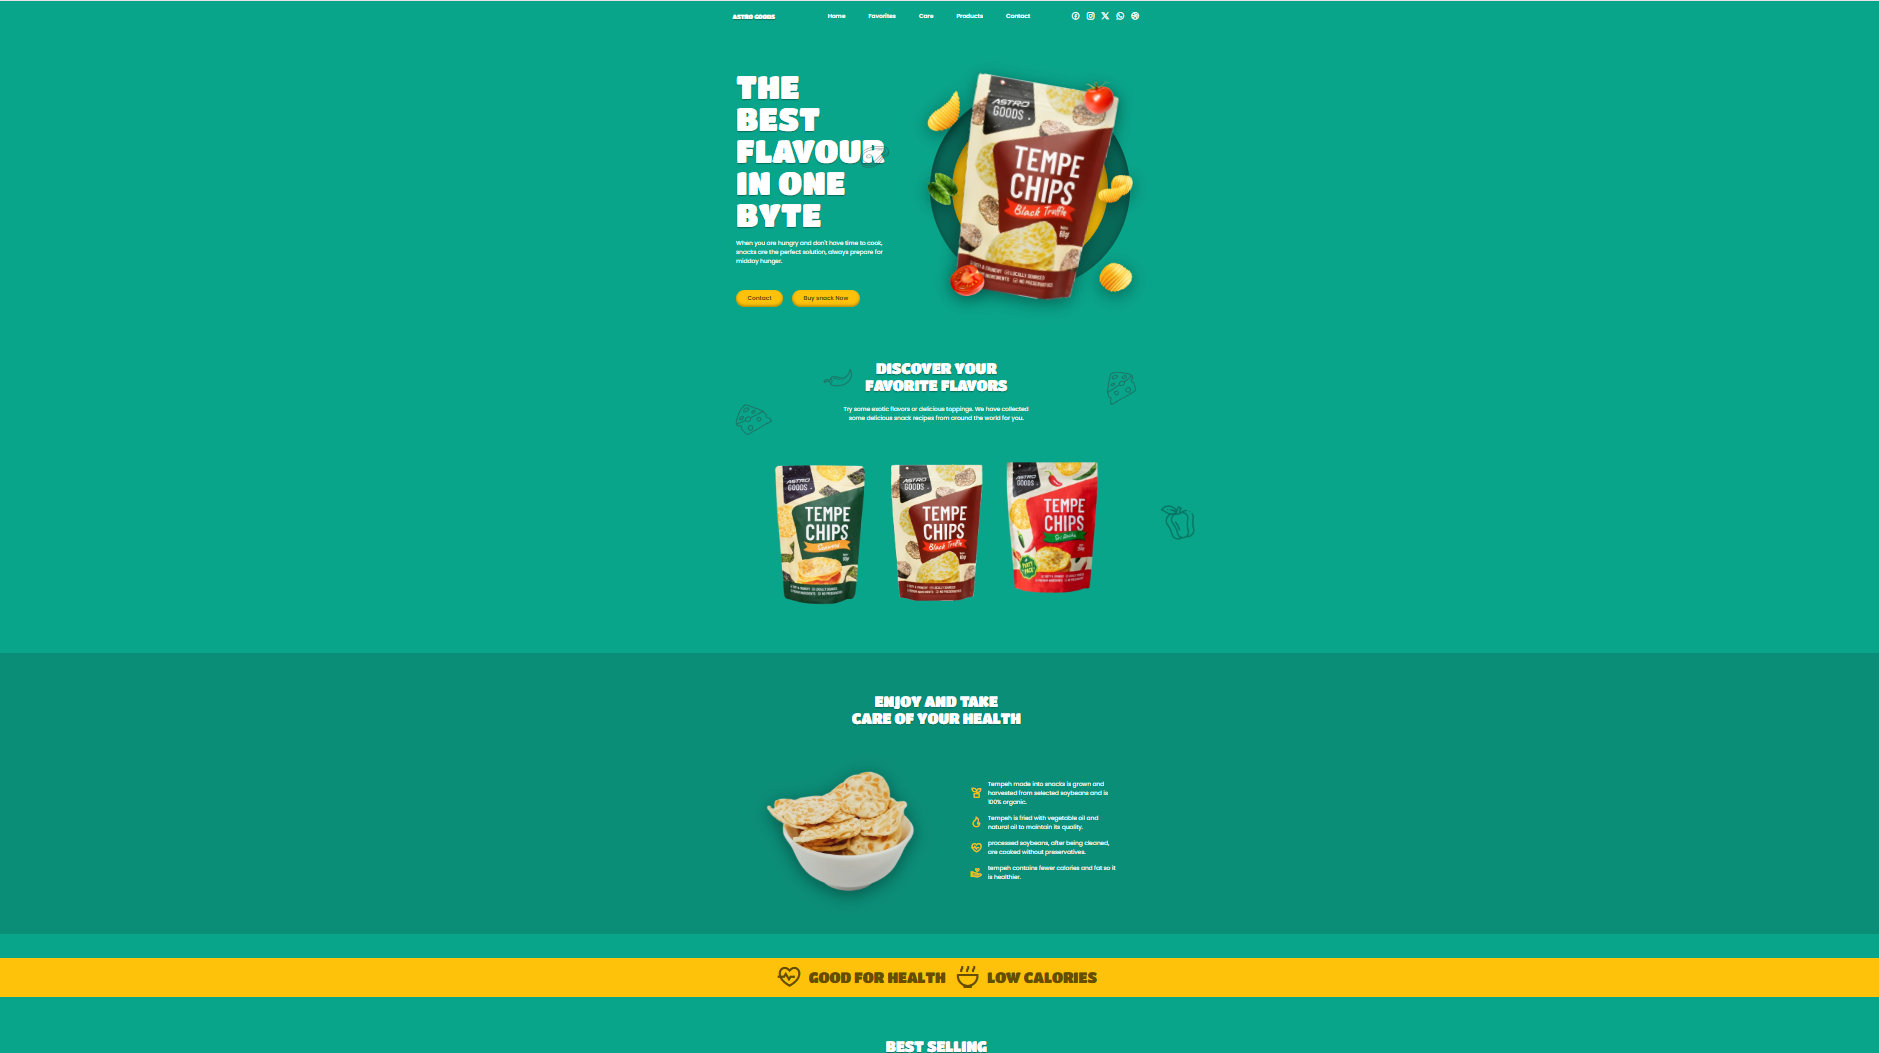 ASTRO GOODS
Home Favorites Care Products Contact
THE
BEST
FLAVOUR
IN ONE
BYTE
When you are hungry and don't have time to cook,
snacks are the perfect solution, always prepare for
midday hunger.
Contact Buy snack Now
ASTRO
GOODS
TEMPE
CHIPS
Black Truffle
DISCOVER YOUR
FAVORITE FLAVORS
Try some exotic flavors or delicious toppings. We have collected
some delicious snack recipes from around the world for you.
ASTRO
GOODS
TEMPE
CHIPS
ASTRO
GOODS
TEMPE
CHIPS
Black Truffle
ASTRO
GOODS
TEMPE
CHIPS
ENJOY AND TAKE
CARE OF YOUR HEALTH
Tempeh made into snacks is grown and
harvested from selected soybeans and is
100% organic.
Tempeh is fried with vegetable oil and
natural oil to maintain its quality.
processed soybeans, after being cleaned,
are cooked without preservatives.
tempeh contains fewer calories and fat so it
is healthier.
GOOD FOR HEALTH LOW CALORIES
BEST SELLING